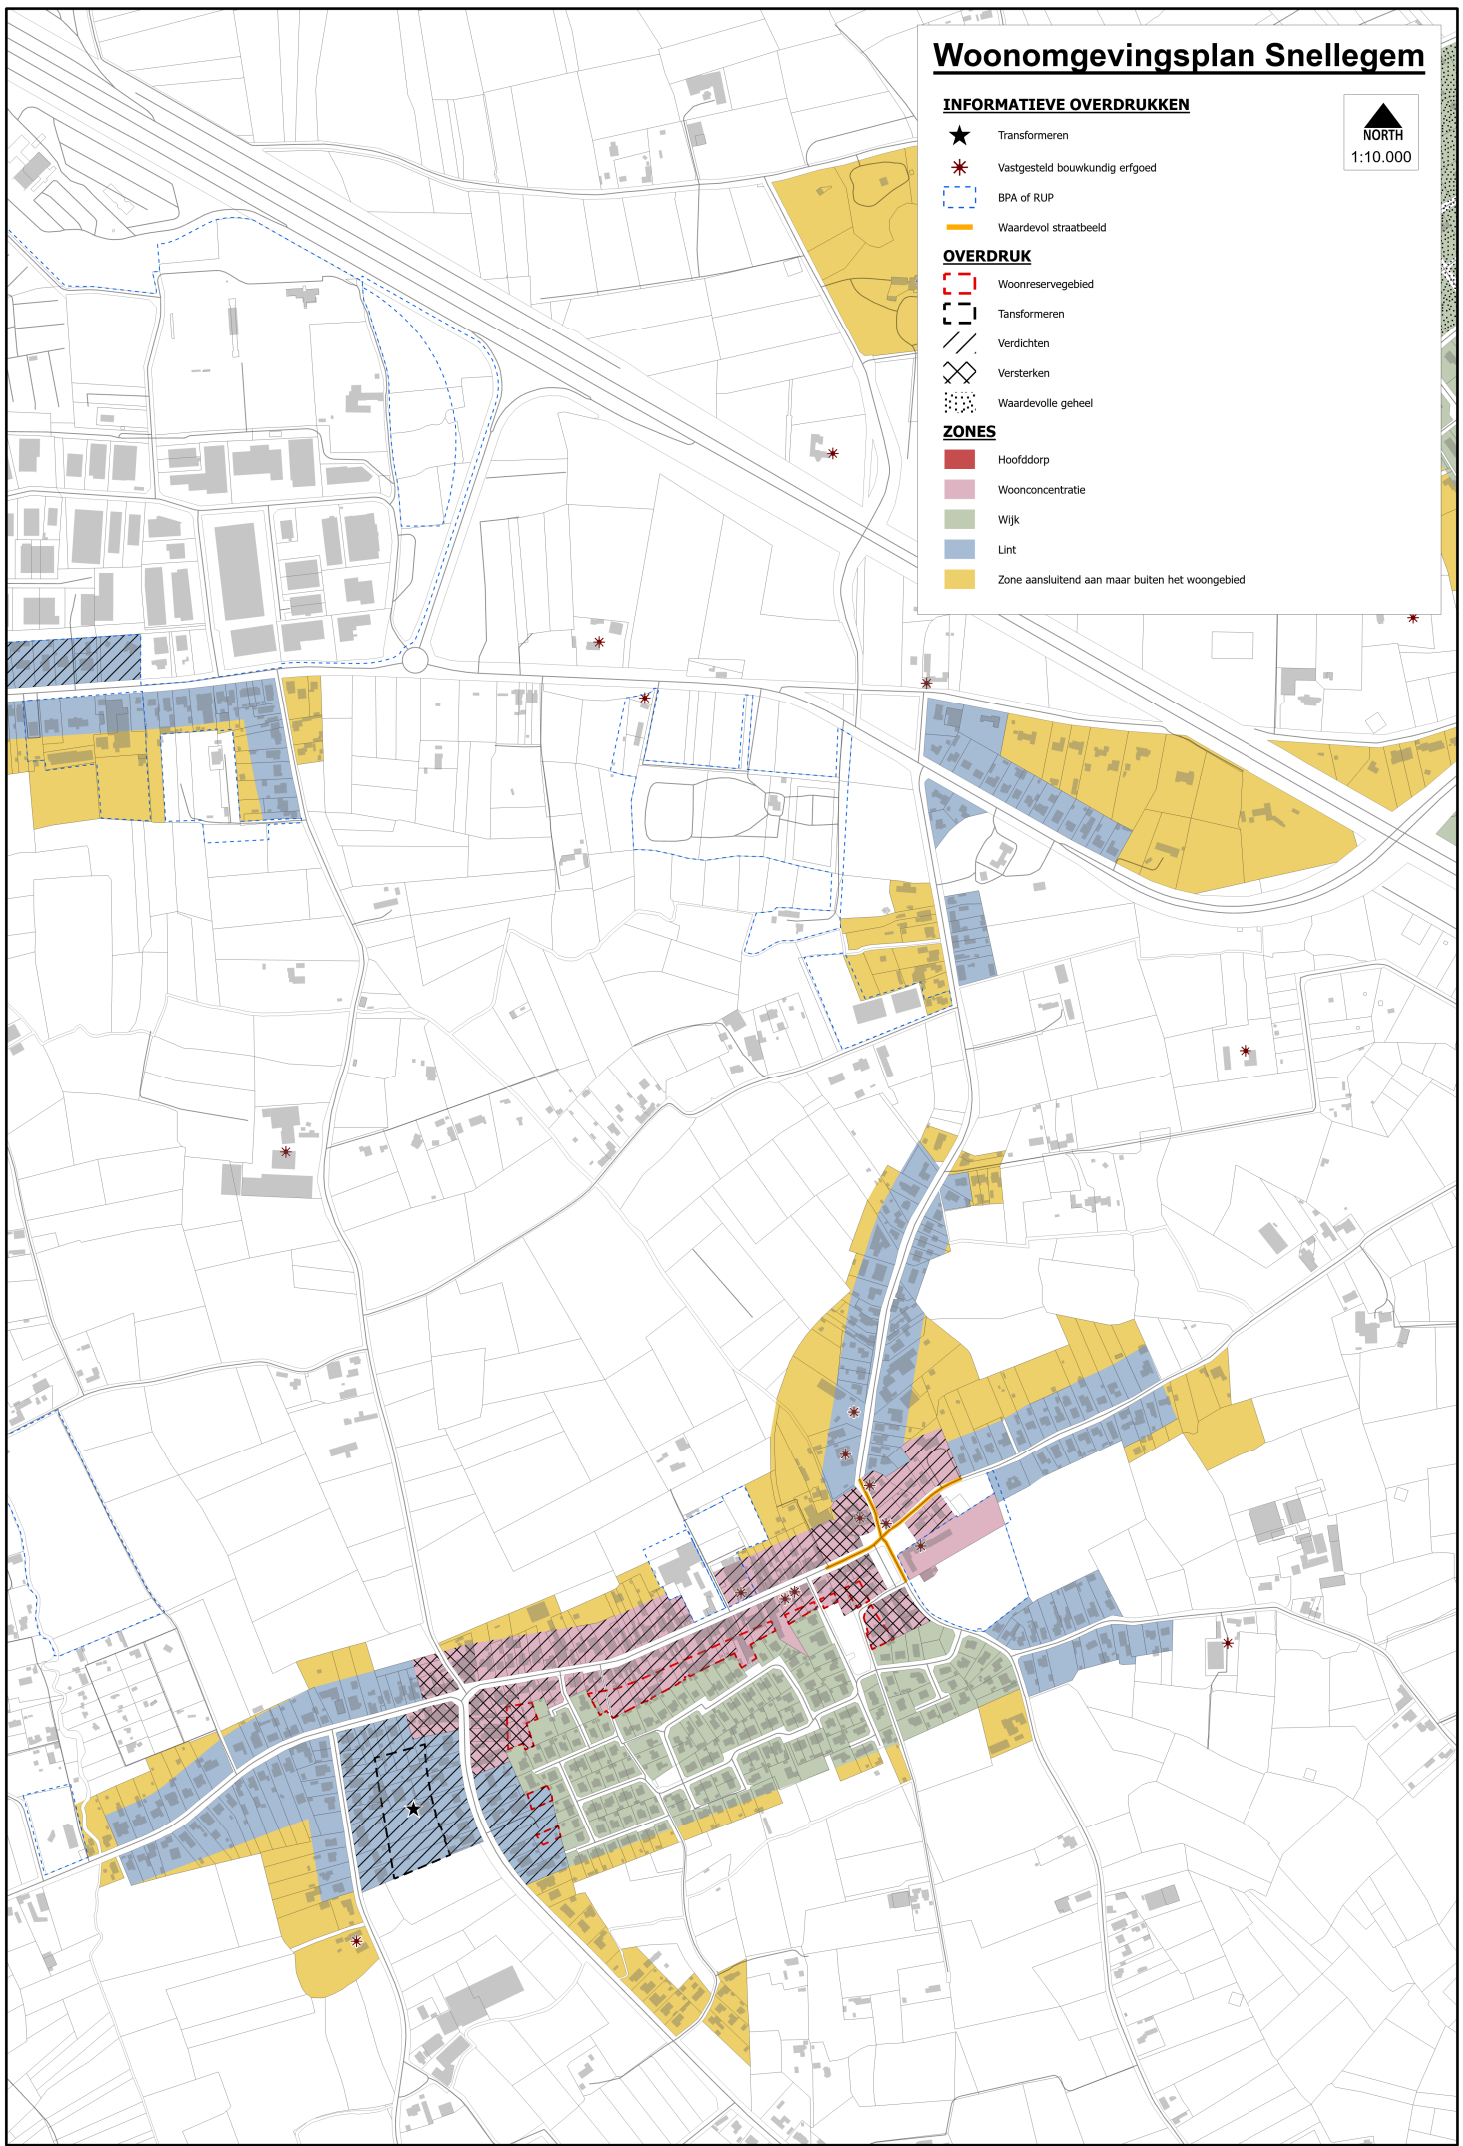 Woonomgevingsplan Snellegem
INFORMATIEVE OVERDRUKKEN
NORTH
1:10.000
Transformeren
Vastgesteld bouwkundig erfgoed
BPA of RUP
Waardevol straatbeeld
OVERDRUK
Woonreservegebied
Tansformeren
Verdichten
Versterken
Waardevolle geheel
ZONES
Hoofddorp
Woonconcentratie
Wijk
Lint
Zone aansluitend aan maar buiten het woongebied